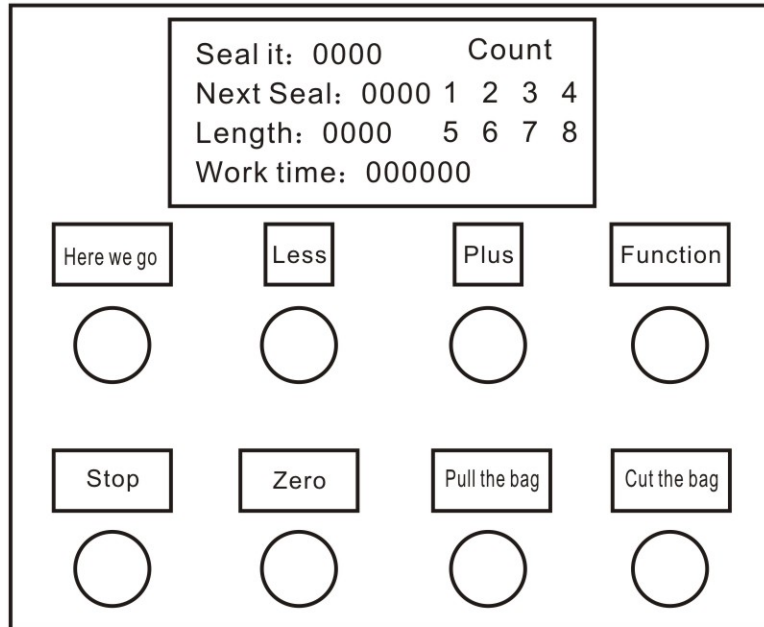 Seal it: 0000 Count
Next Seal: 0000 1 2 3 4
Length: 0000 5 6 7 8
Work time: 000000
Here we go Less Plus Function
Stop Zero Pull the bag Cut the bag